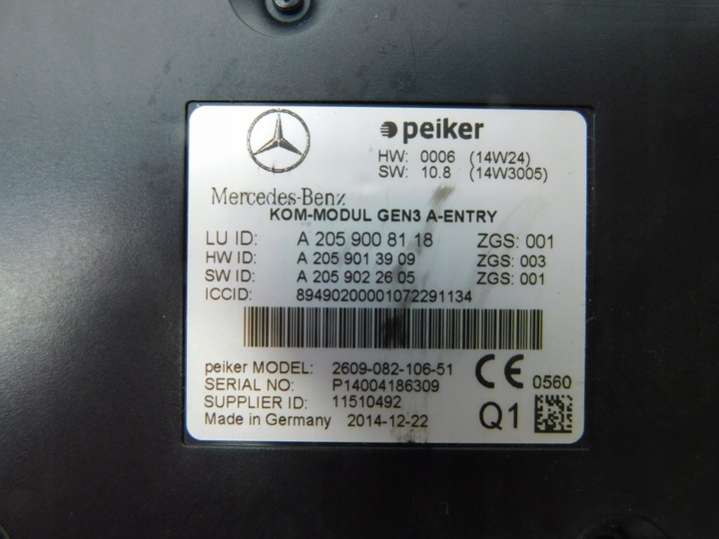 peiker
HW: 0006 (14W24)
SW: 10.8 (14W3005)
Mercedes-Benz
KOM-MODUL GEN3 A-ENTRY
LU ID: A 205 900 81 18 ZGS: 001
HW ID: A 205 901 39 09 ZGS: 003
SW ID: A 205 902 26 05 ZGS: 001
ICCID: 89490200001072291134
peiker MODEL: 2609-082-106-51
SERIAL NO: P14004186309
SUPPLIER ID: 11510492
Made in Germany 2014-12-22
CE 0560
Q1